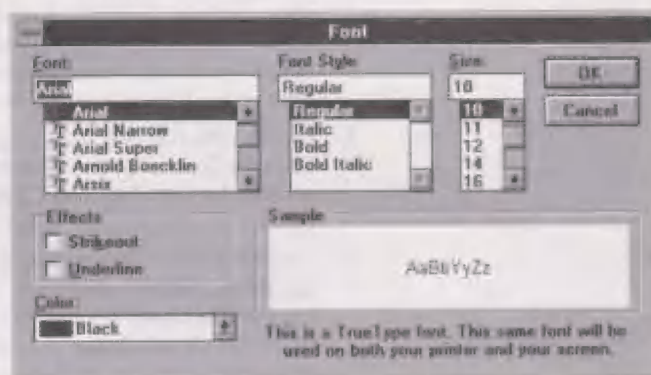 Font
Font:
Arial
Arial
Arial Narrow
Arial Super
Arnold Boecklin
Arsis
Font Style
Regular
Regular
Italic
Bold
Bold Italic
Size:
10
10
11
12
14
16
OK
Cancel
Effects
Strikeout
Underline
Color:
Black
Sample
AaBbYyZz
This is a TrueType font. This same font will be
used on both your printer and your screen.